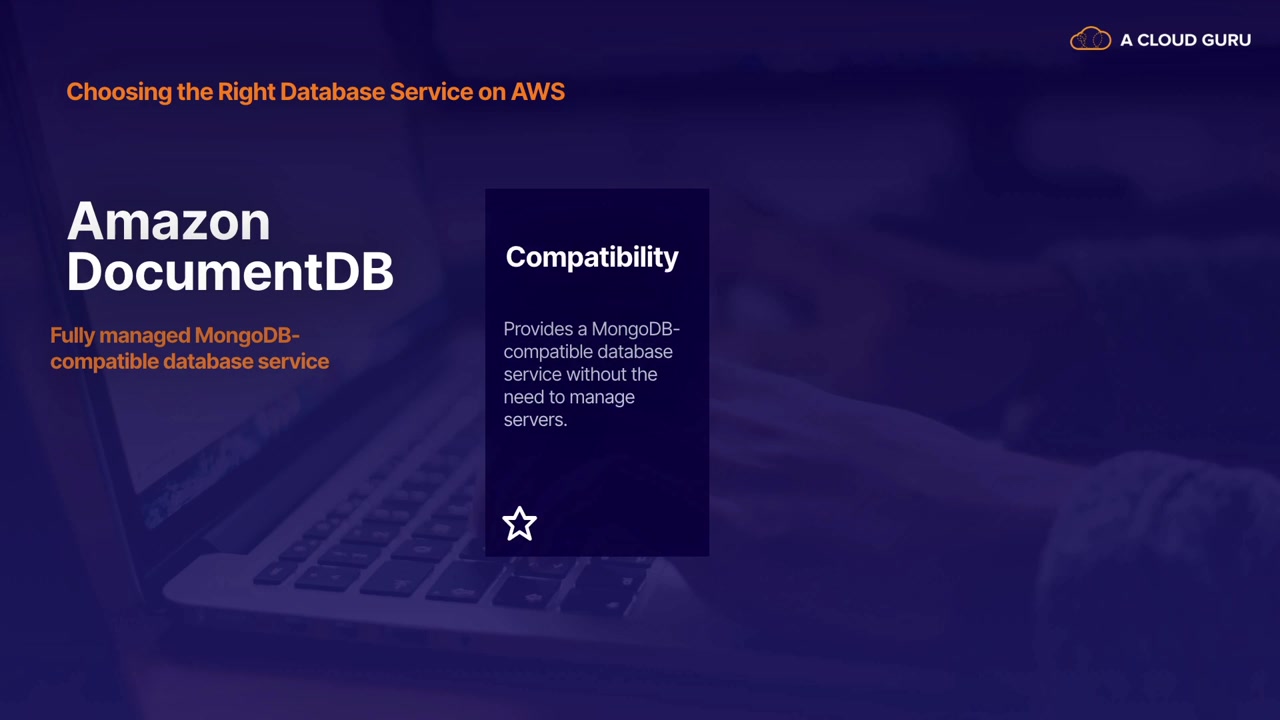 A CLOUD GURU
Choosing the Right Database Service on AWS
Amazon
DocumentDB
Fully managed MongoDB-
compatible database service
Compatibility
Provides a MongoDB-
compatible database
service without the
need to manage
servers.